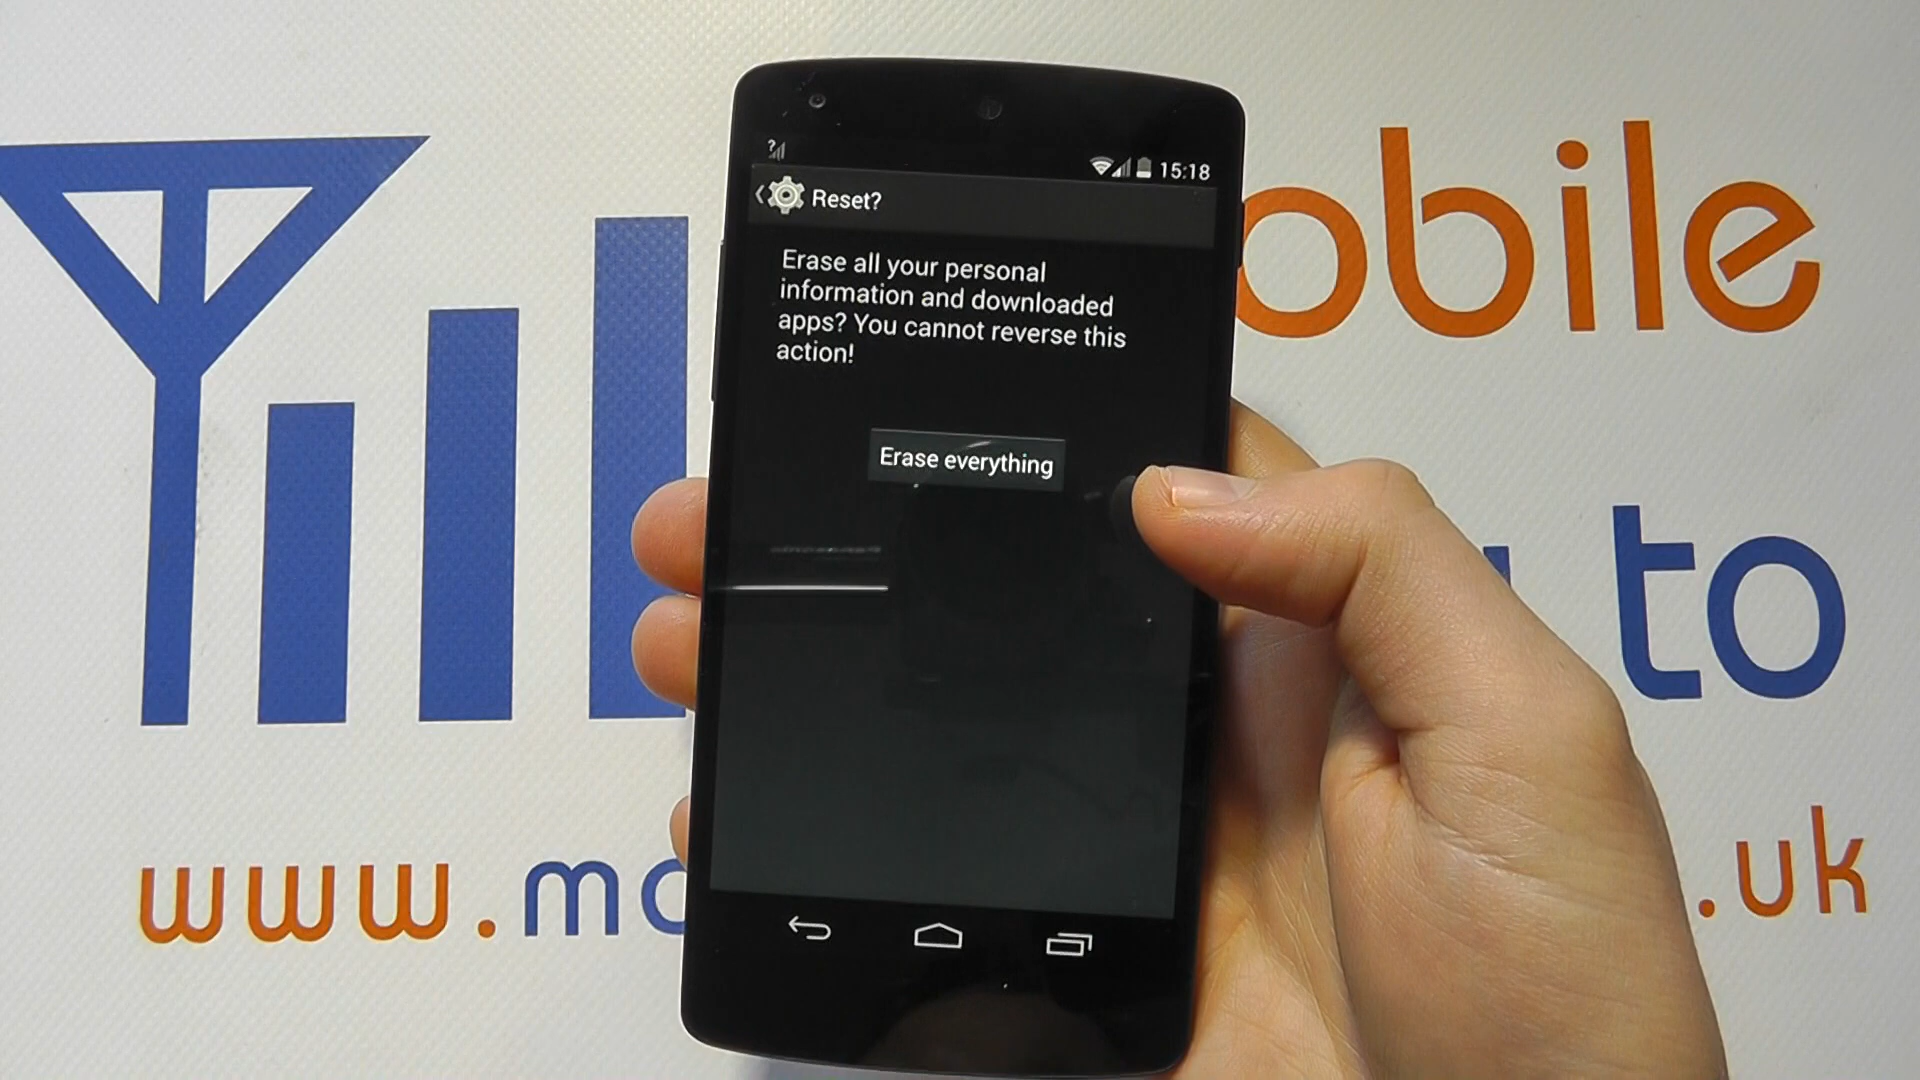 15:18
Reset?
Erase all your personal
information and downloaded
apps? You cannot reverse this
action!
Erase everything
obile
to
www.mo
.uk